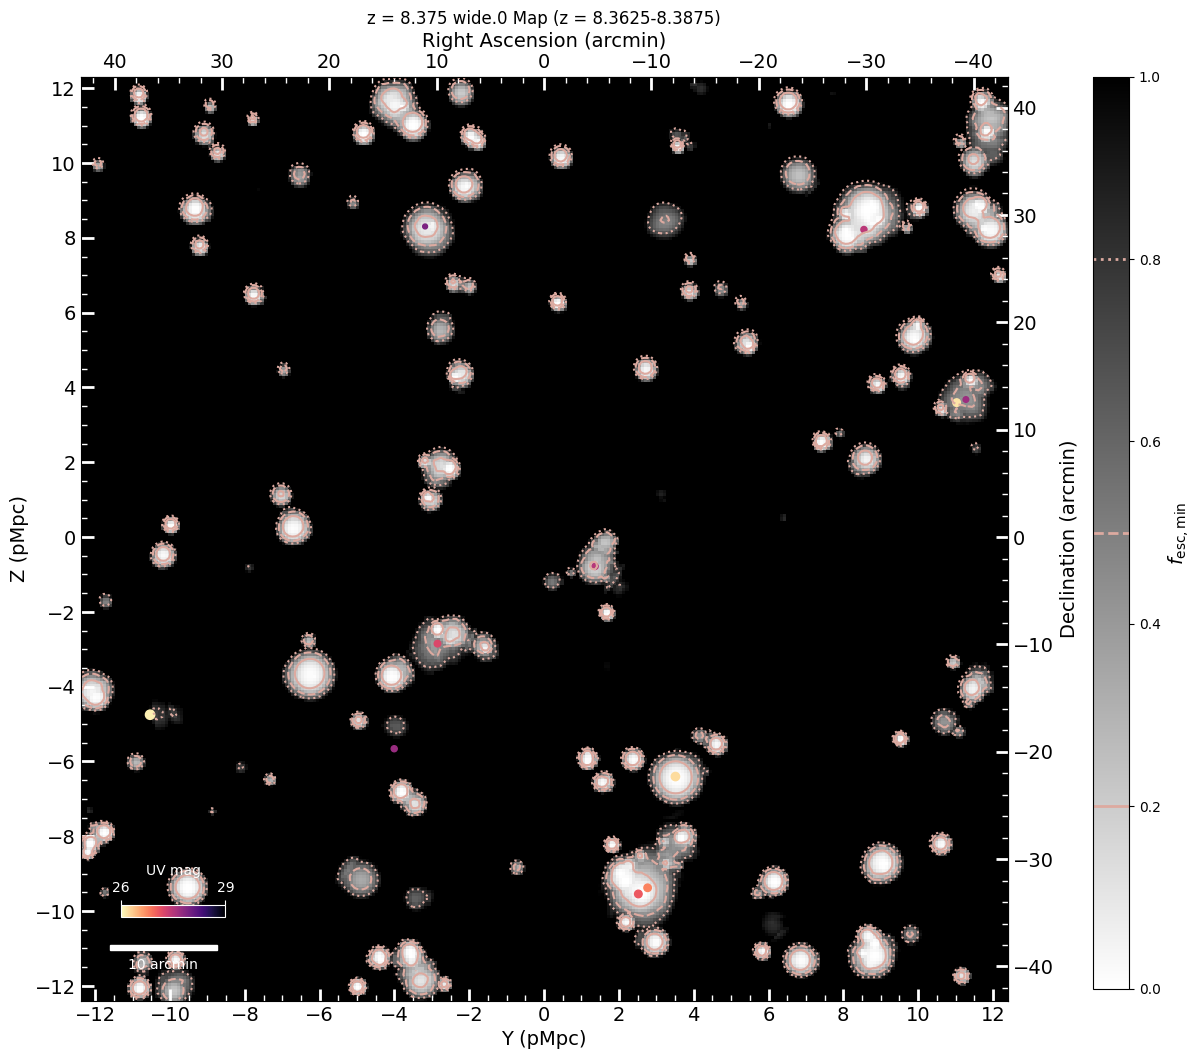 z = 8.375 wide.0 Map (z = 8.3625-8.3875)
Right Ascension (arcmin)
40 30 20 10 0 −10 −20 −30 −40
12 10 8 6 4 2 0 −2 −4 −6 −8 −10 −12
Z (pMpc)
40 30 20 10 0 −10 −20 −30 −40
Declination (arcmin)
1.0 0.8 0.6 0.4 0.2 0.0
f_esc,min
UV mag
26 29
10 arcmin
−12 −10 −8 −6 −4 −2 0 2 4 6 8 10 12
Y (pMpc)